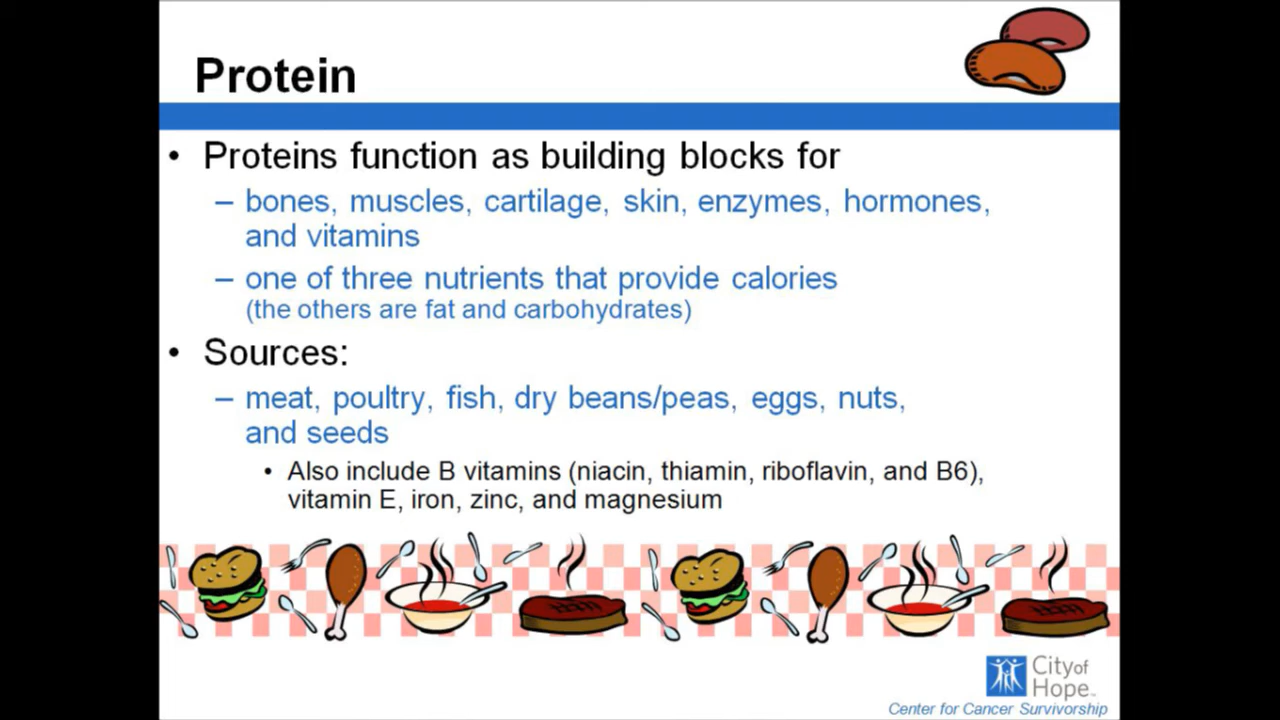 Protein
• Proteins function as building blocks for
– bones, muscles, cartilage, skin, enzymes, hormones,
and vitamins
– one of three nutrients that provide calories
(the others are fat and carbohydrates)
• Sources:
– meat, poultry, fish, dry beans/peas, eggs, nuts,
and seeds
• Also include B vitamins (niacin, thiamin, riboflavin, and B6),
vitamin E, iron, zinc, and magnesium
City of
Hope™
Center for Cancer Survivorship